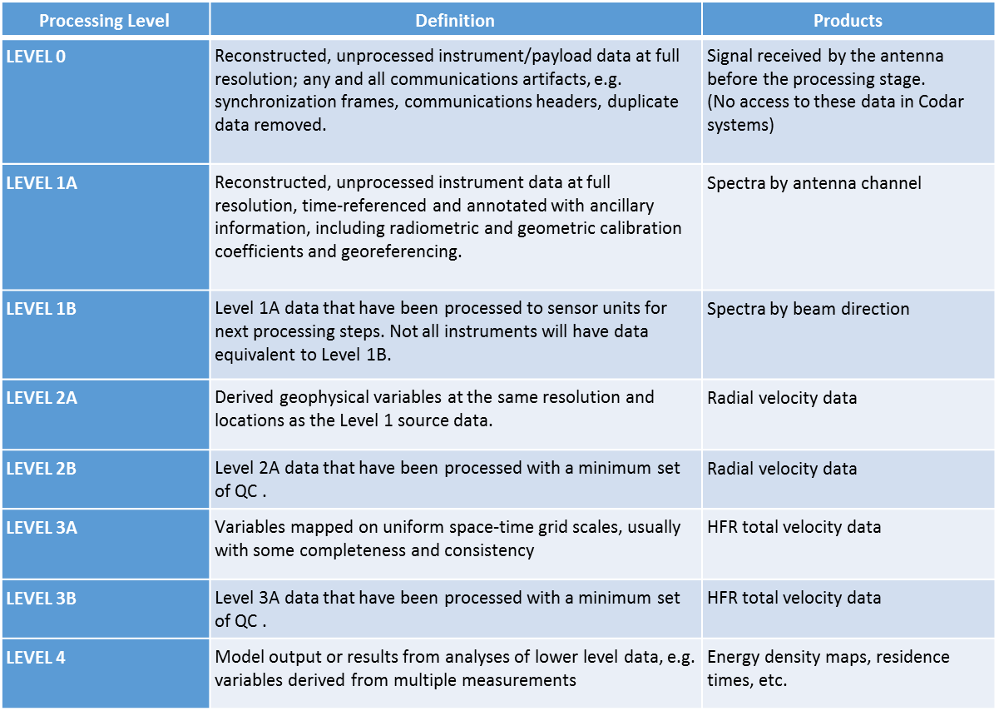 Processing Level
Definition
Products
LEVEL 0
Reconstructed, unprocessed instrument/payload data at full
resolution; any and all communications artifacts, e.g.
synchronization frames, communications headers, duplicate
data removed.
Signal received by the antenna
before the processing stage.
(No access to these data in Codar
systems)
LEVEL 1A
Reconstructed, unprocessed instrument data at full
resolution, time-referenced and annotated with ancillary
information, including radiometric and geometric calibration
coefficients and georeferencing.
Spectra by antenna channel
LEVEL 1B
Level 1A data that have been processed to sensor units for
next processing steps. Not all instruments will have data
equivalent to Level 1B.
Spectra by beam direction
LEVEL 2A
Derived geophysical variables at the same resolution and
locations as the Level 1 source data.
Radial velocity data
LEVEL 2B
Level 2A data that have been processed with a minimum set
of QC .
Radial velocity data
LEVEL 3A
Variables mapped on uniform space-time grid scales, usually
with some completeness and consistency
HFR total velocity data
LEVEL 3B
Level 3A data that have been processed with a minimum set
of QC .
HFR total velocity data
LEVEL 4
Model output or results from analyses of lower level data, e.g.
variables derived from multiple measurements
Energy density maps, residence
times, etc.